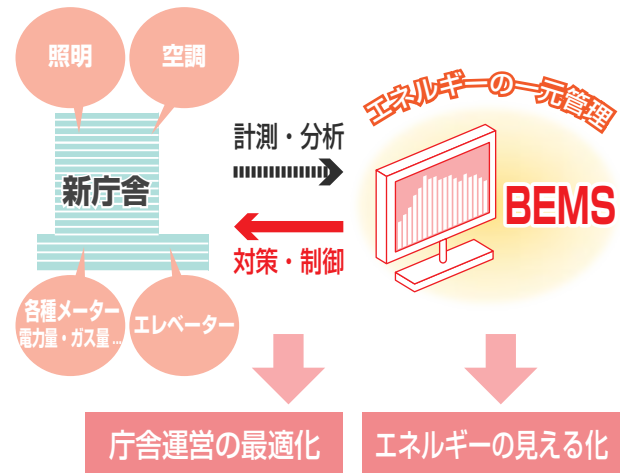 照明
空調
エネルギーの一元管理
計測・分析
新庁舎
BEMS
対策・制御
各種メーター
電力量・ガス量...
エレベーター
庁舎運営の最適化
エネルギーの見える化